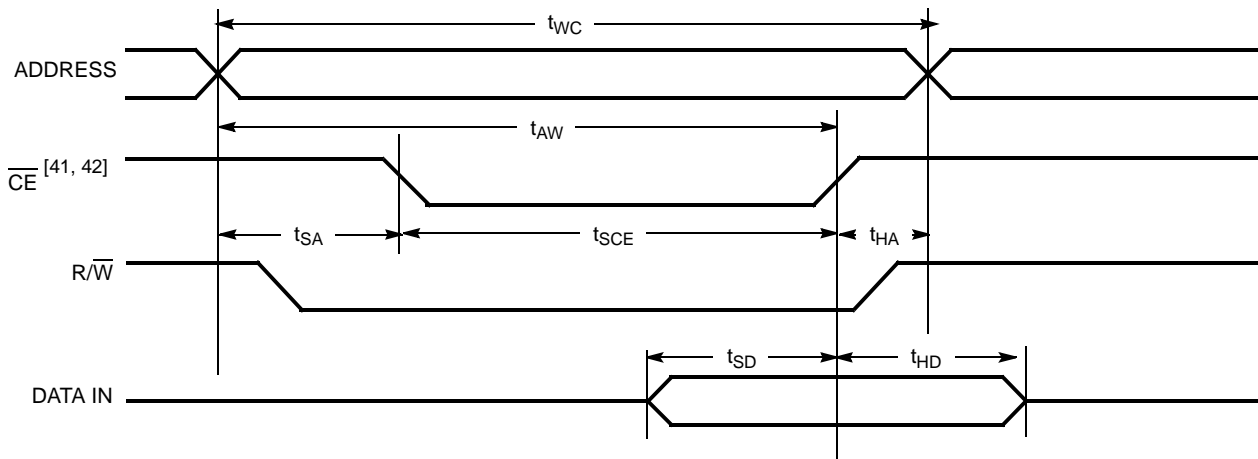 tWC
ADDRESS
tAW
CE [41, 42]
tSA
tSCE
tHA
R/W
tSD
tHD
DATA IN